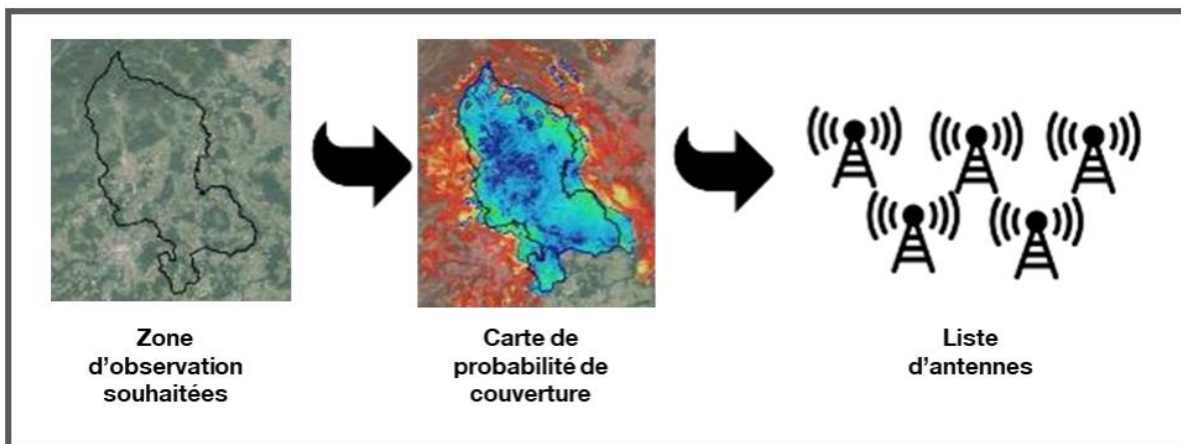 Zone
d'observation
souhaitées
Carte de
probabilité de
couverture
Liste
d'antennes